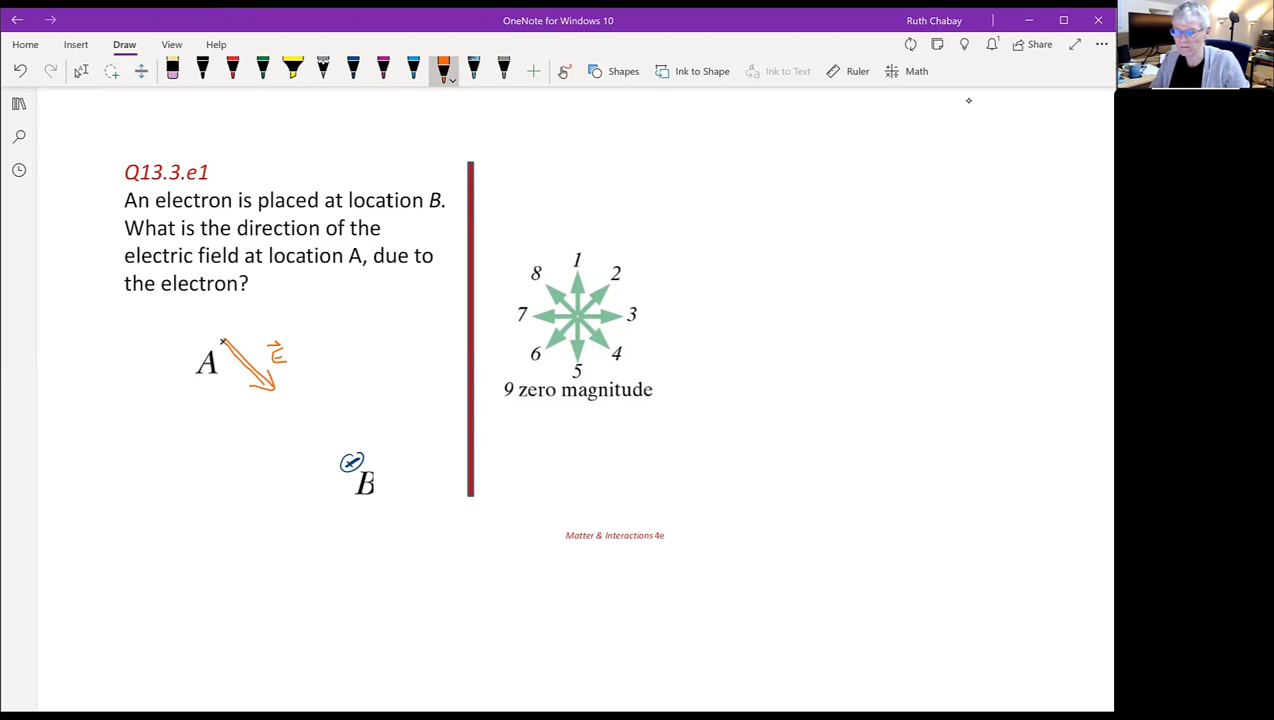 OneNote for Windows 10
Ruth Chabay
Home Insert Draw View Help
1
Share
Shapes
Ink to Shape
Ink to Text
Ruler
Math
Q13.3.e1
An electron is placed at location B.
What is the direction of the
electric field at location A, due to
the electron?
A
E
B
1
2
3
4
5
6
7
8
9 zero magnitude
Matter & Interactions 4e